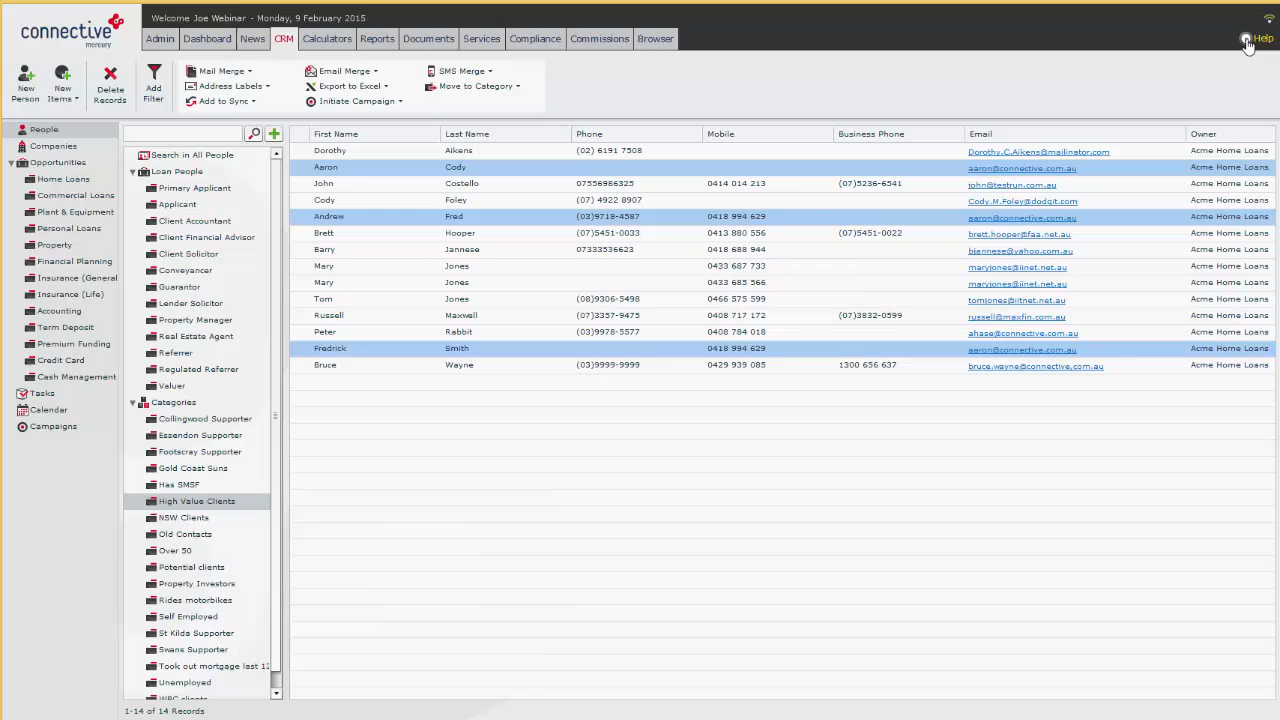 connective
mercury
Welcome Joe Webinar - Monday, 9 February 2015
Admin Dashboard News CRM Calculators Reports Documents Services Compliance Commissions Browser
Help
New Person
New Items
Delete Records
Add Filter
Mail Merge Email Merge SMS Merge
Address Labels Export to Excel Move to Category
Add to Sync Initiate Campaign
People
Companies
Opportunities
Home Loans
Commercial Loans
Plant & Equipment
Personal Loans
Property
Financial Planning
Insurance (General
Insurance (Life)
Accounting
Term Deposit
Premium Funding
Credit Card
Cash Management
Tasks
Calendar
Campaigns
Search in All People
Loan People
Primary Applicant
Applicant
Client Accountant
Client Financial Advisor
Client Solicitor
Conveyancer
Guarantor
Lender Solicitor
Property Manager
Real Estate Agent
Referrer
Regulated Referrer
Valuer
Categories
Collingwood Supporter
Essendon Supporter
Footscray Supporter
Gold Coast Suns
Has SMSF
High Value Clients
NSW Clients
Old Contacts
Over 50
Potential clients
Property Investors
Rides motorbikes
Self Employed
St Kilda Supporter
Swans Supporter
Took out mortgage last 12
Unemployed
WBC clients
First Name Last Name Phone Mobile Business Phone Email Owner
Dorothy Aikens (02) 6191 7508 Dorothy.C.Aikens@mailinator.com Acme Home Loans
Aaron Cody aaron@connective.com.au Acme Home Loans
John Costello 07556986325 0414 014 213 (07)5236-6541 john@testrun.com.au Acme Home Loans
Cody Foley (07) 4922 8907 Cody.M.Foley@dodgit.com Acme Home Loans
Andrew Fred (03)9718-4587 0418 994 629 aaron@connective.com.au Acme Home Loans
Brett Hooper (07)5451-0033 0413 880 556 (07)5451-0022 brett.hooper@faa.net.au Acme Home Loans
Barry Jannese 07333536623 0418 688 944 bjannese@yahoo.com.au Acme Home Loans
Mary Jones 0433 687 733 maryjones@iinet.net.au Acme Home Loans
Mary Jones 0433 685 566 maryjones@iinet.net.au Acme Home Loans
Tom Jones (08)9306-5498 0466 575 599 tomjones@iitnet.net.au Acme Home Loans
Russell Maxwell (07)3357-9475 0408 717 172 (07)3832-0599 russell@maxfin.com.au Acme Home Loans
Peter Rabbit (03)9978-5577 0408 784 018 ahase@connective.com.au Acme Home Loans
Fredrick Smith 0418 994 629 aaron@connective.com.au Acme Home Loans
Bruce Wayne (03)9999-9999 0429 939 085 1300 656 637 bruce.wayne@connective.com.au Acme Home Loans
1-14 of 14 Records